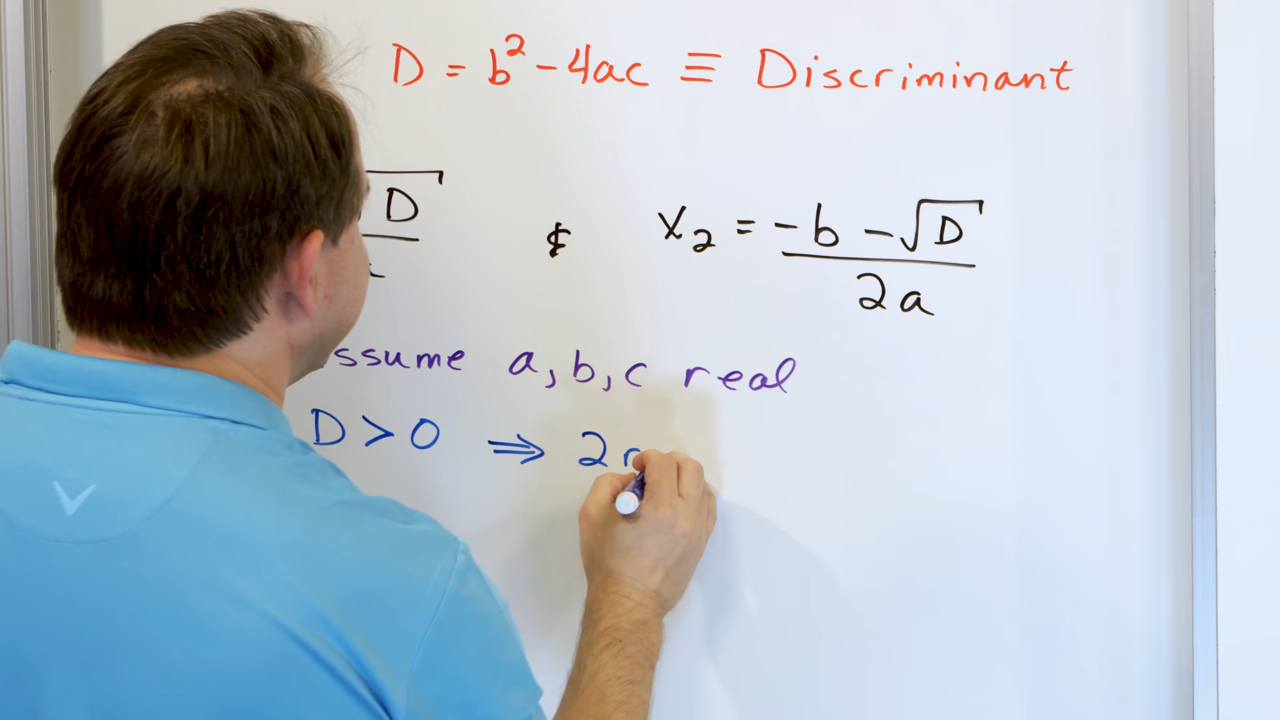 D = b² - 4ac ≡ Discriminant
√D & x₂ = (-b - √D) / 2a
ssume a, b, c real
D > 0 ⇒ 2 r